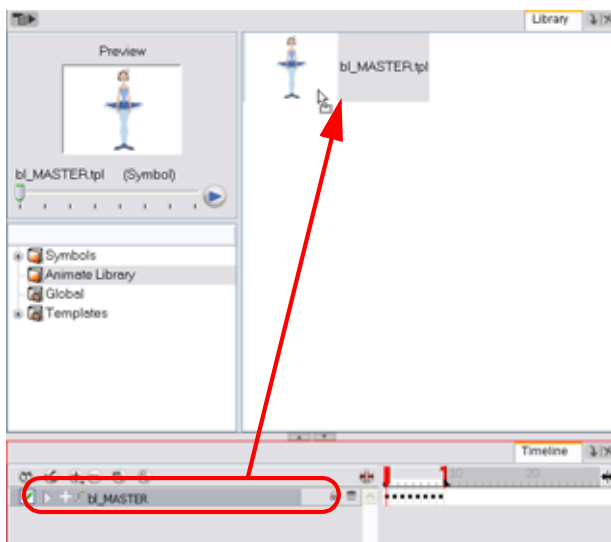 Library
Preview
bl_MASTER.tpl
bl_MASTER.tpl (Symbol)
Symbols
Animate Library
Global
Templates
Timeline
10 20
bl_MASTER